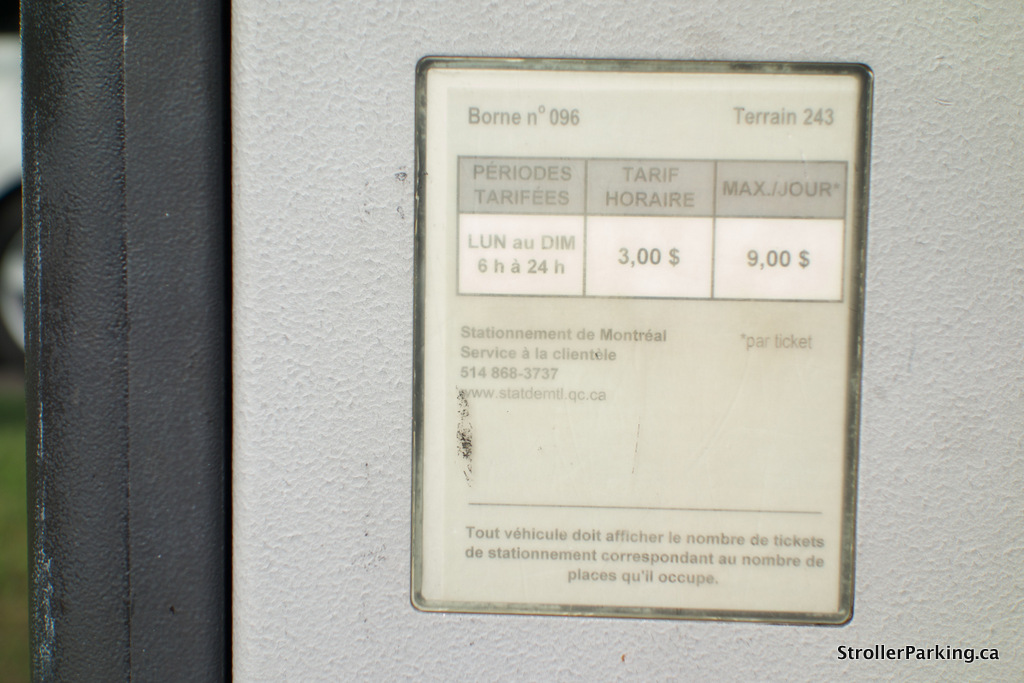 Borne nº 096 Terrain 243
PÉRIODES TARIFÉES TARIF HORAIRE MAX./JOUR*
LUN au DIM 6 h à 24 h 3,00 $ 9,00 $
Stationnement de Montréal *par ticket
Service à la clientèle
514 868-3737
www.statdemtl.qc.ca
Tout véhicule doit afficher le nombre de tickets
de stationnement correspondant au nombre de
places qu'il occupe.
StrollerParking.ca